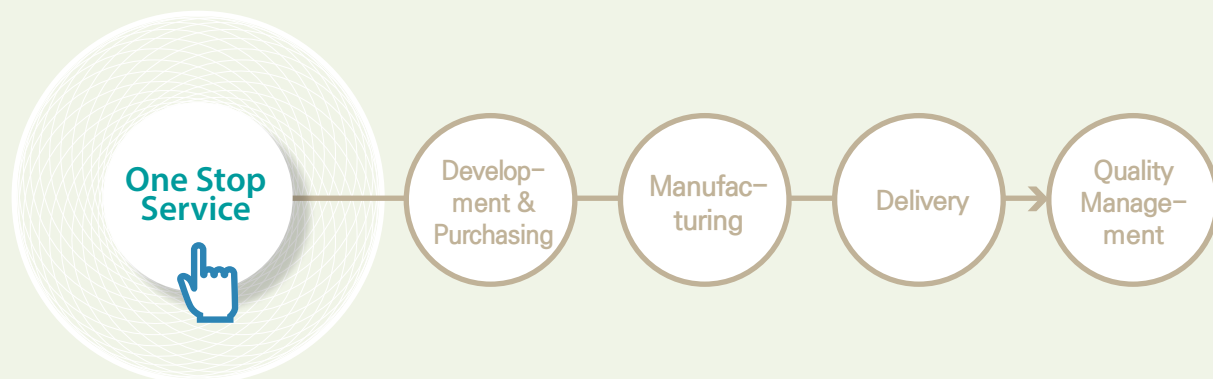 One Stop
Service
Develop-
ment &
Purchasing
Manufac-
turing
Delivery
Quality
Manage-
ment